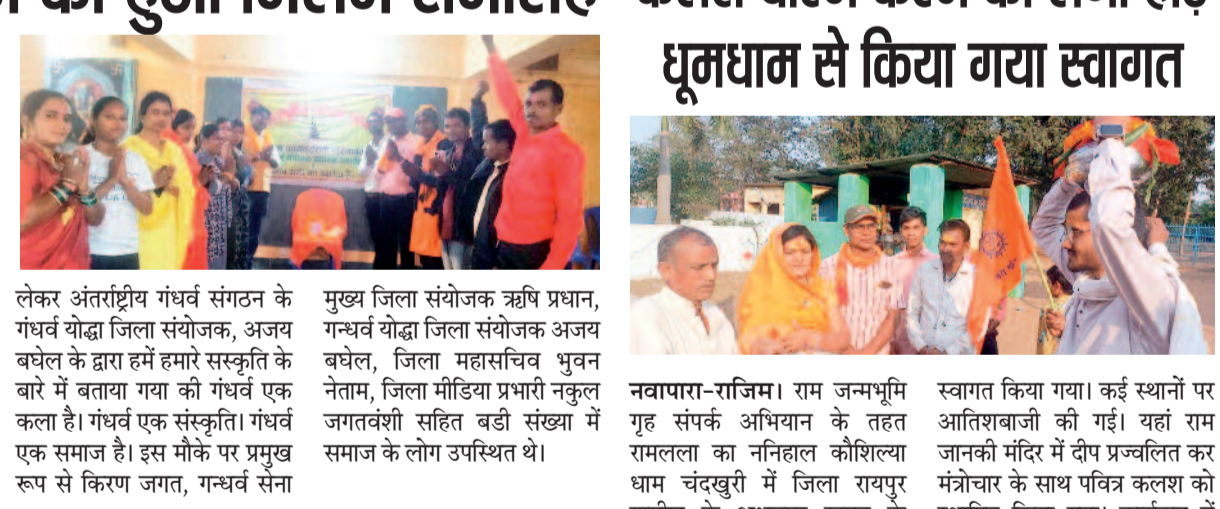 धूमधाम से किया गया स्वागत
लेकर अंतर्राष्ट्रीय गंधर्व संगठन के
गंधर्व योद्धा जिला संयोजक, अजय
बघेल के द्वारा हमें हमारे सस्कृति के
बारे में बताया गया की गंधर्व एक
कला है। गंधर्व एक संस्कृति। गंधर्व
एक समाज है। इस मौके पर प्रमुख
रूप से किरण जगत, गन्धर्व सेना
मुख्य जिला संयोजक ऋषि प्रधान,
गन्धर्व योद्धा जिला संयोजक अजय
बघेल, जिला महासचिव भुवन
नेताम, जिला मीडिया प्रभारी नकुल
जगतवंशी सहित बडी संख्या में
समाज के लोग उपस्थित थे।
नवापारा-राजिम। राम जन्मभूमि
गृह संपर्क अभियान के तहत
रामलला का ननिहाल कौशिल्या
धाम चंदखुरी में जिला रायपुर
स्वागत किया गया। कई स्थानों पर
आतिशबाजी की गई। यहां राम
जानकी मंदिर में दीप प्रज्वलित कर
मंत्रोचार के साथ पवित्र कलश को